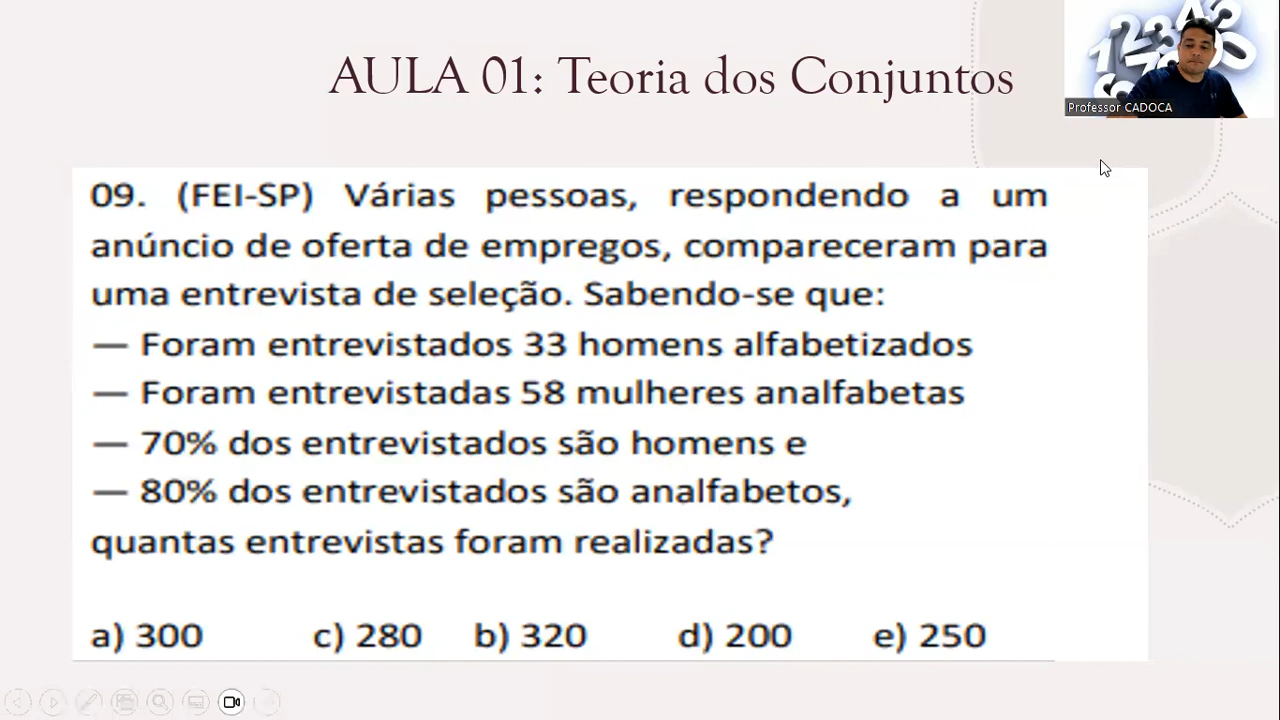 AULA 01: Teoria dos Conjuntos
Professor CADOCA
09. (FEI-SP) Várias pessoas, respondendo a um
anúncio de oferta de empregos, compareceram para
uma entrevista de seleção. Sabendo-se que:
— Foram entrevistados 33 homens alfabetizados
— Foram entrevistadas 58 mulheres analfabetas
— 70% dos entrevistados são homens e
— 80% dos entrevistados são analfabetos,
quantas entrevistas foram realizadas?
a) 300 c) 280 b) 320 d) 200 e) 250